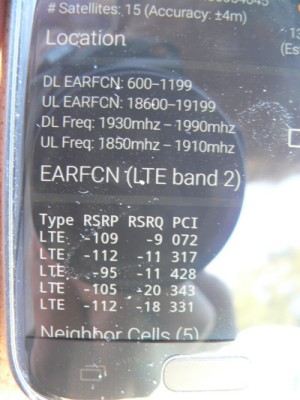 # Satellites: 15 (Accuracy: ±4m)
Location
DL EARFCN: 600-1199
UL EARFCN: 18600-19199
DL Freq: 1930mhz - 1990mhz
UL Freq: 1850mhz - 1910mhz
EARFCN (LTE band 2)
Type RSRP RSRQ PCI
LTE -109 -9 072
LTE -112 -11 317
LTE -95 -11 428
LTE -105 -20 343
LTE -112 -18 331
Neighbor Cells (5)